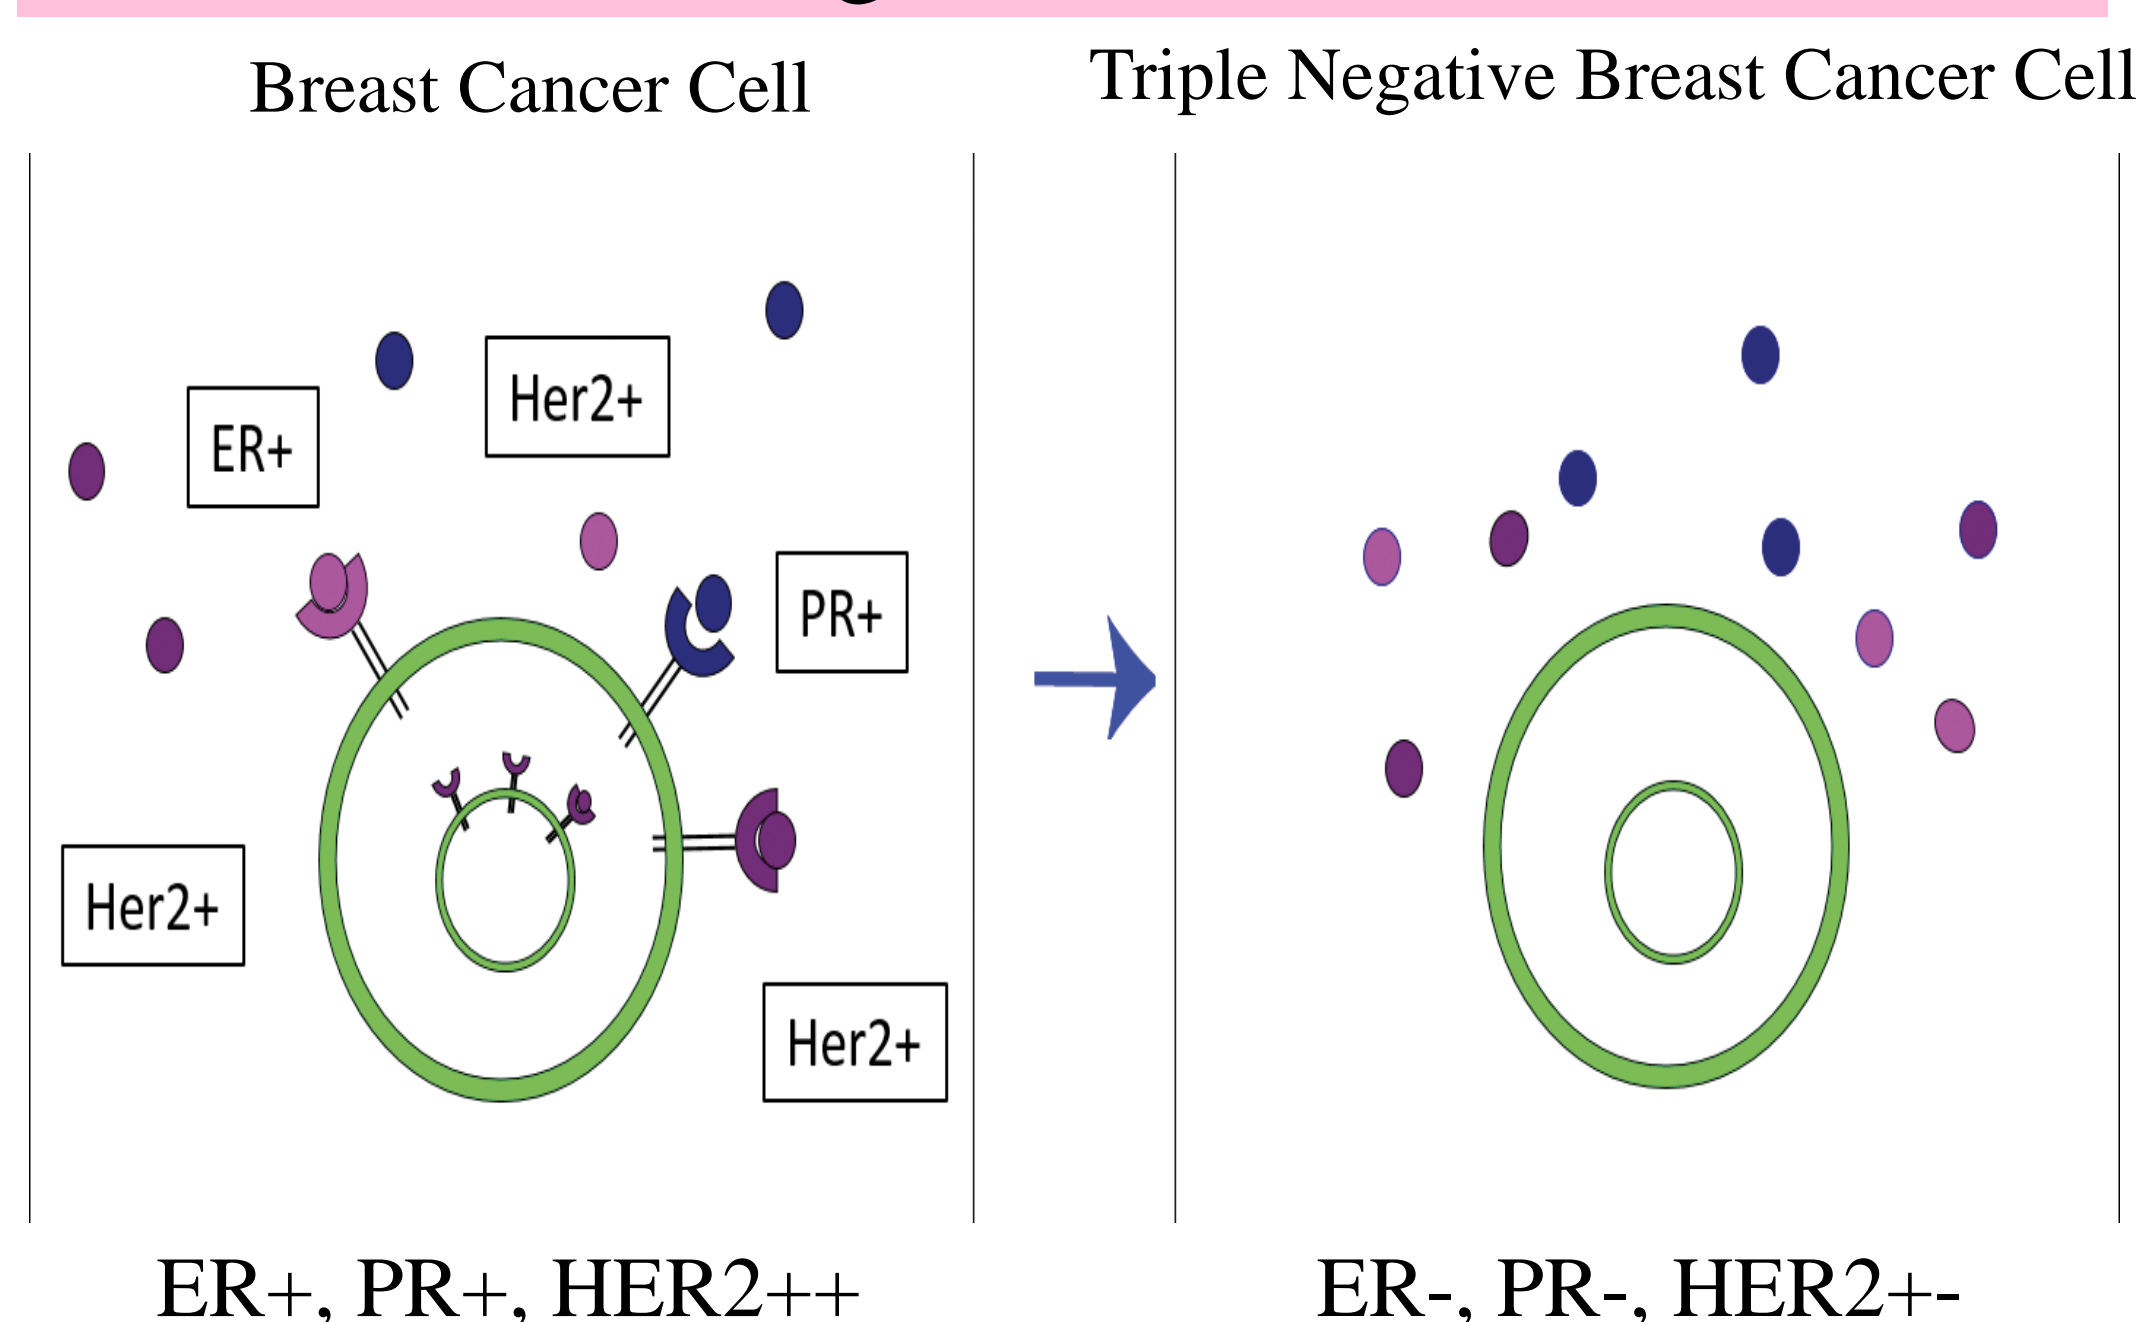 Breast Cancer Cell
Triple Negative Breast Cancer Cell
Her2+
ER+
PR+
Her2+
Her2+
ER+, PR+, HER2++
ER-, PR-, HER2+-